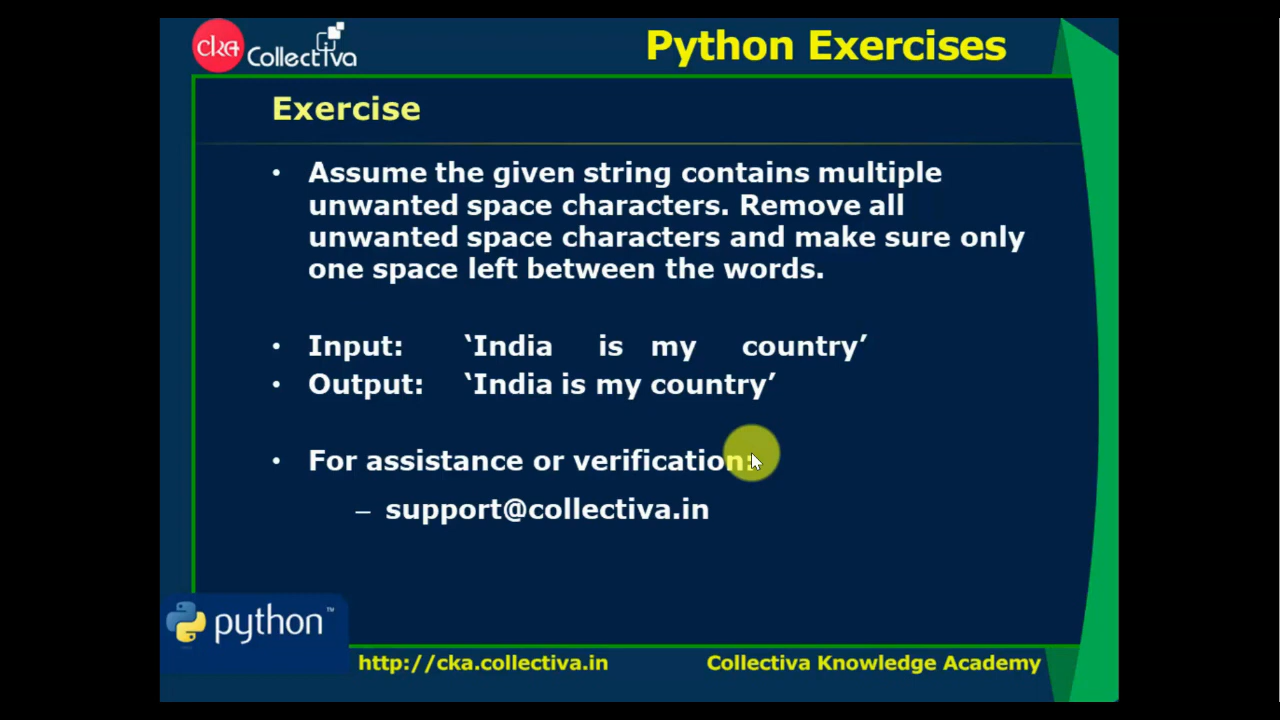 cka Collectiva
Python Exercises
Exercise
• Assume the given string contains multiple
unwanted space characters. Remove all
unwanted space characters and make sure only
one space left between the words.
• Input: ‘India is my country’
• Output: ‘India is my country’
• For assistance or verification:
– support@collectiva.in
python™
http://cka.collectiva.in
Collectiva Knowledge Academy